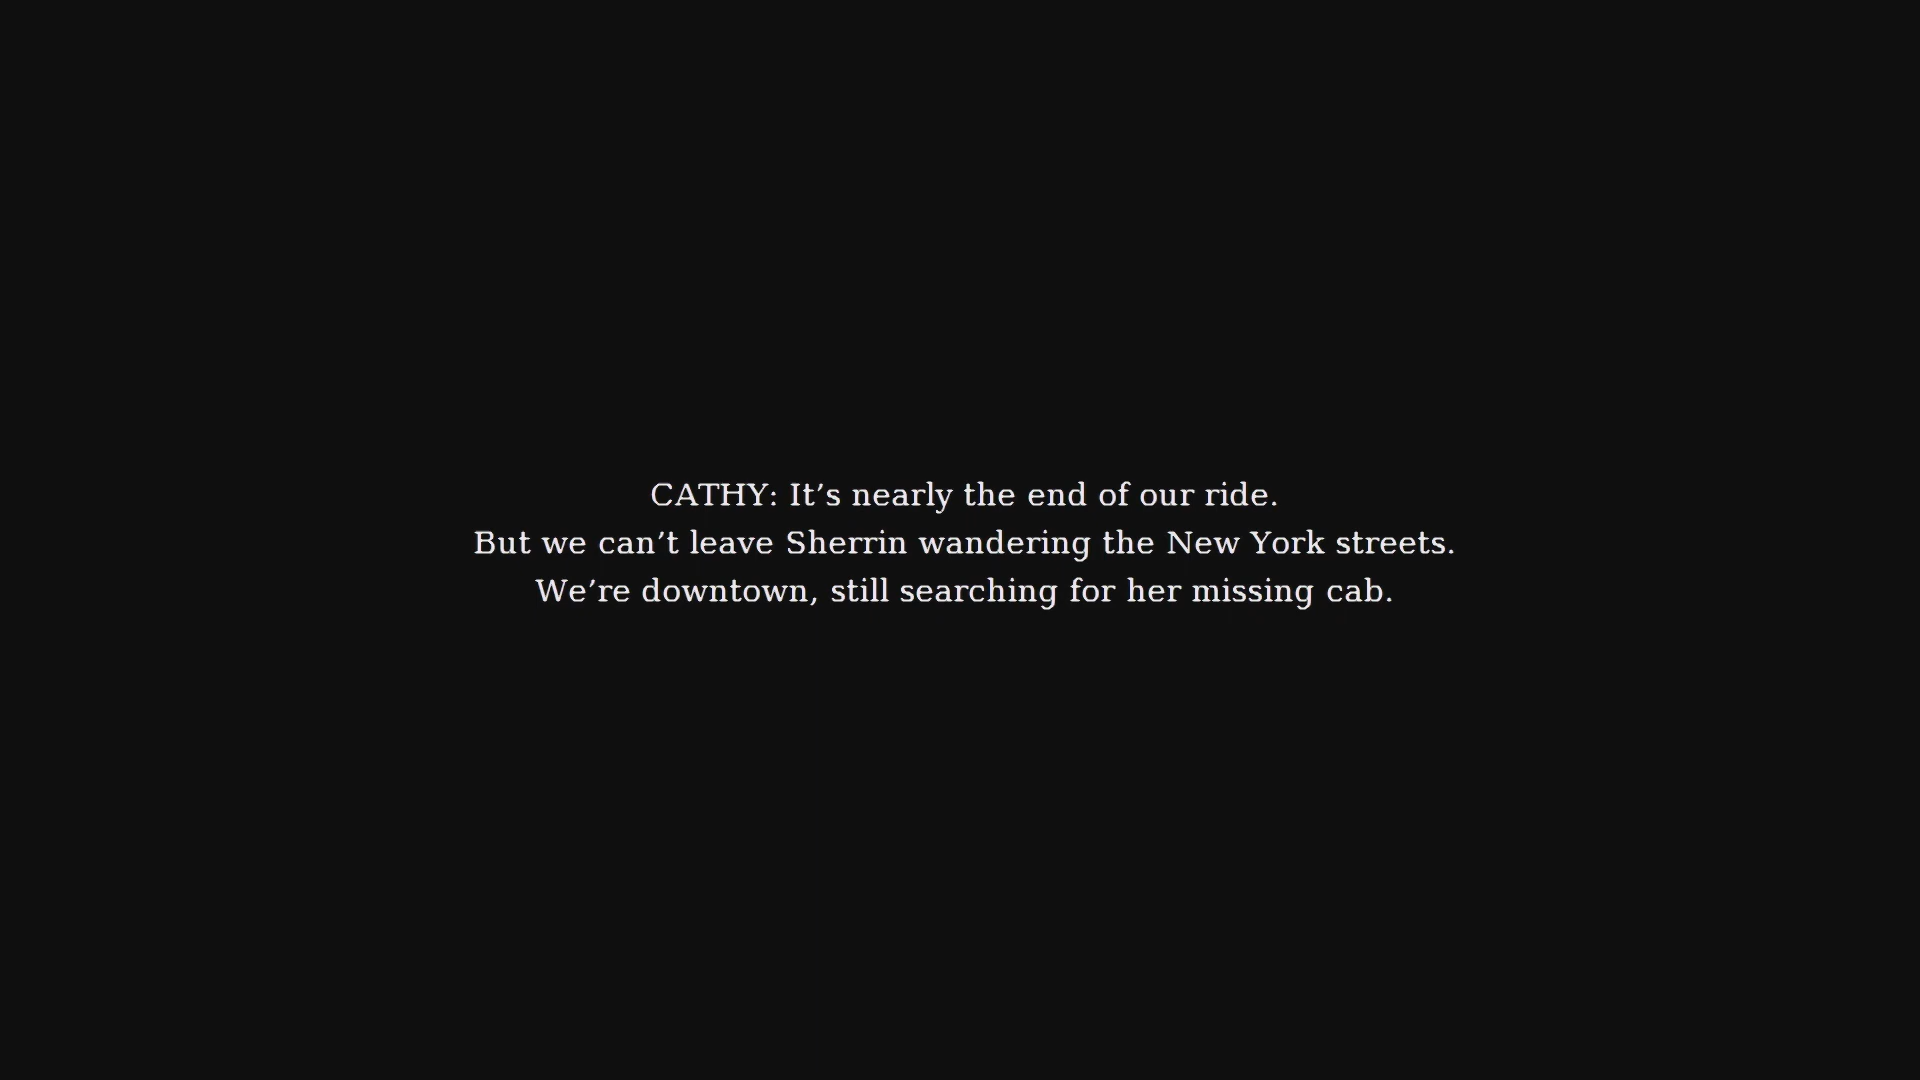 CATHY: It’s nearly the end of our ride.
But we can’t leave Sherrin wandering the New York streets.
We’re downtown, still searching for her missing cab.